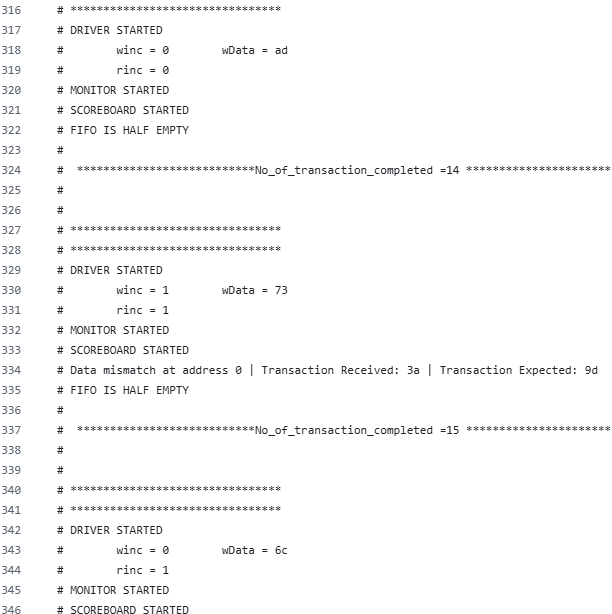 316 # ********************************
317 # DRIVER STARTED
318 # winc = 0 wData = ad
319 # rinc = 0
320 # MONITOR STARTED
321 # SCOREBOARD STARTED
322 # FIFO IS HALF EMPTY
323 #
324 # ***************************No_of_transaction_completed =14 **********************
325 #
326 #
327 # ********************************
328 # ********************************
329 # DRIVER STARTED
330 # winc = 1 wData = 73
331 # rinc = 1
332 # MONITOR STARTED
333 # SCOREBOARD STARTED
334 # Data mismatch at address 0 | Transaction Received: 3a | Transaction Expected: 9d
335 # FIFO IS HALF EMPTY
336 #
337 # ***************************No_of_transaction_completed =15 **********************
338 #
339 #
340 # ********************************
341 # ********************************
342 # DRIVER STARTED
343 # winc = 0 wData = 6c
344 # rinc = 1
345 # MONITOR STARTED
346 # SCOREBOARD STARTED